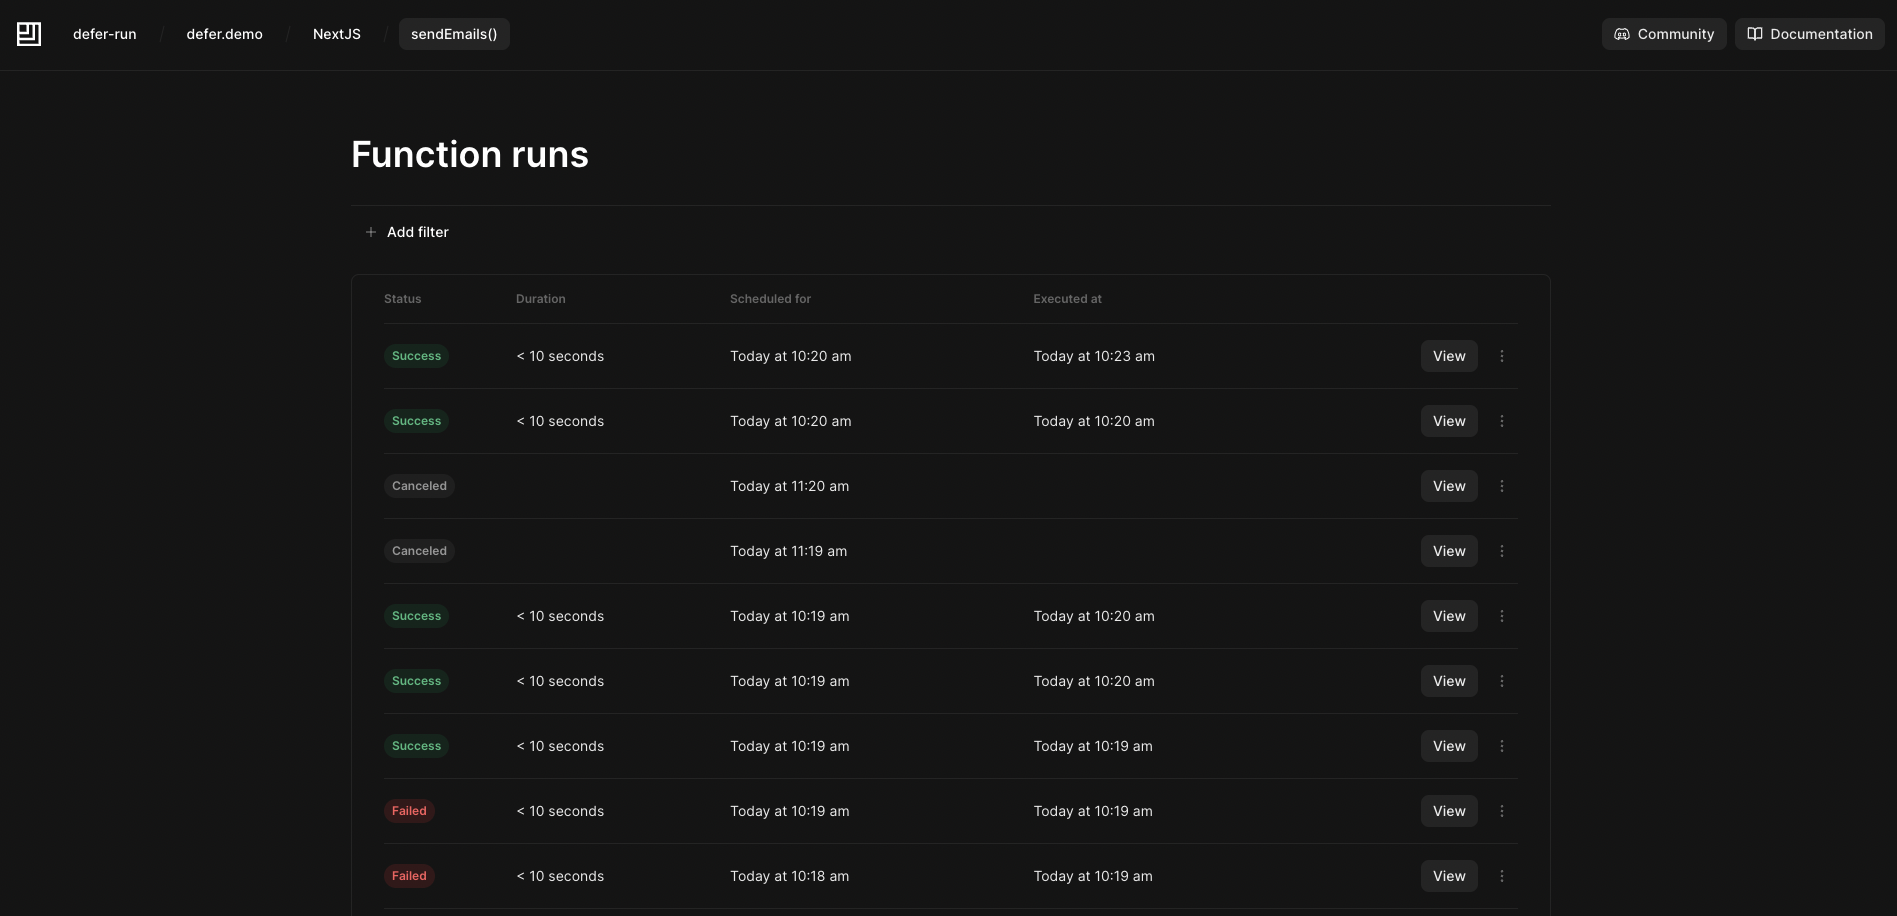 defer-run / defer.demo / NextJS / sendEmails() Community Documentation
Function runs
+ Add filter
Status Duration Scheduled for Executed at
Success < 10 seconds Today at 10:20 am Today at 10:23 am View
Success < 10 seconds Today at 10:20 am Today at 10:20 am View
Canceled Today at 11:20 am View
Canceled Today at 11:19 am View
Success < 10 seconds Today at 10:19 am Today at 10:20 am View
Success < 10 seconds Today at 10:19 am Today at 10:20 am View
Success < 10 seconds Today at 10:19 am Today at 10:19 am View
Failed < 10 seconds Today at 10:19 am Today at 10:19 am View
Failed < 10 seconds Today at 10:18 am Today at 10:19 am View